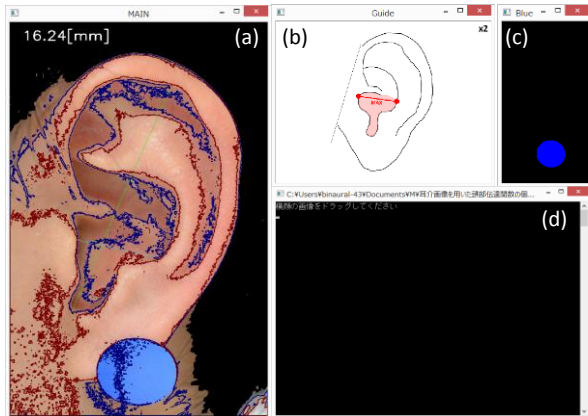 MAIN
16.24[mm]
(a)
Guide
(b)
x2
MAX
Blue
(c)
C:¥Users¥binaural-43¥Documents¥M¥耳介画像を用いた頭部伝達関数の個...
横顔の画像をドラッグしてください
(d)